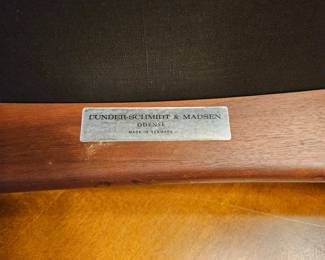 LUNDER-SCHMIDT & MADSEN
ODENSE
MADE IN DENMARK